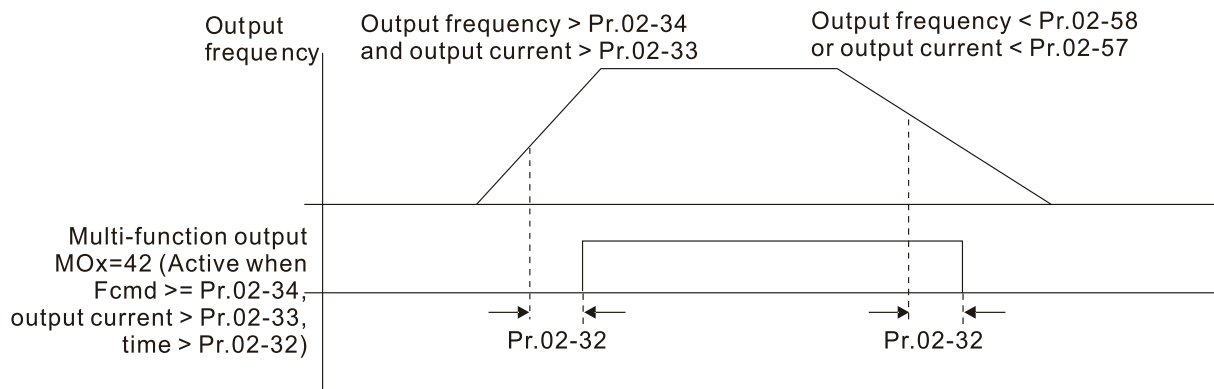 Output
frequency
Output frequency > Pr.02-34
and output current > Pr.02-33
Output frequency < Pr.02-58
or output current < Pr.02-57
Multi-function output
MOx=42 (Active when
Fcmd >= Pr.02-34,
output current > Pr.02-33,
time > Pr.02-32)
Pr.02-32
Pr.02-32